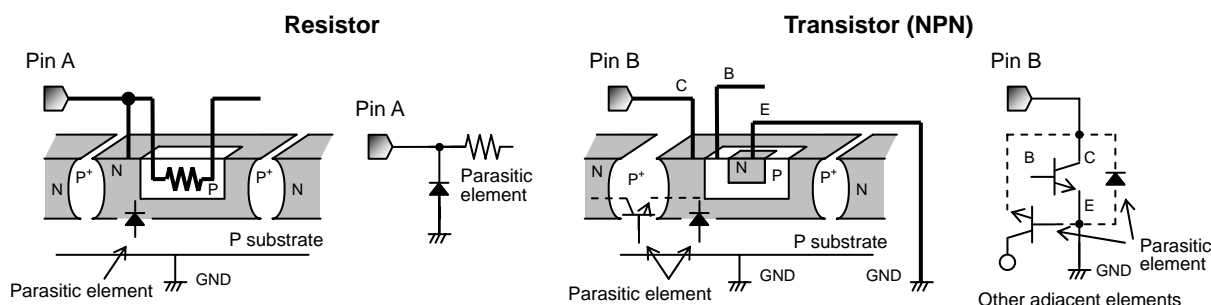 Resistor
Transistor (NPN)
Pin A
Pin A
N
P+
N
P
P+
N
Parasitic
element
P substrate
GND
Parasitic element
Pin B
C
B
E
N
P+
N
N
P
P+
N
P substrate
GND
GND
Parasitic element
Pin B
B
C
E
GND
Parasitic
element
Other adjacent elements